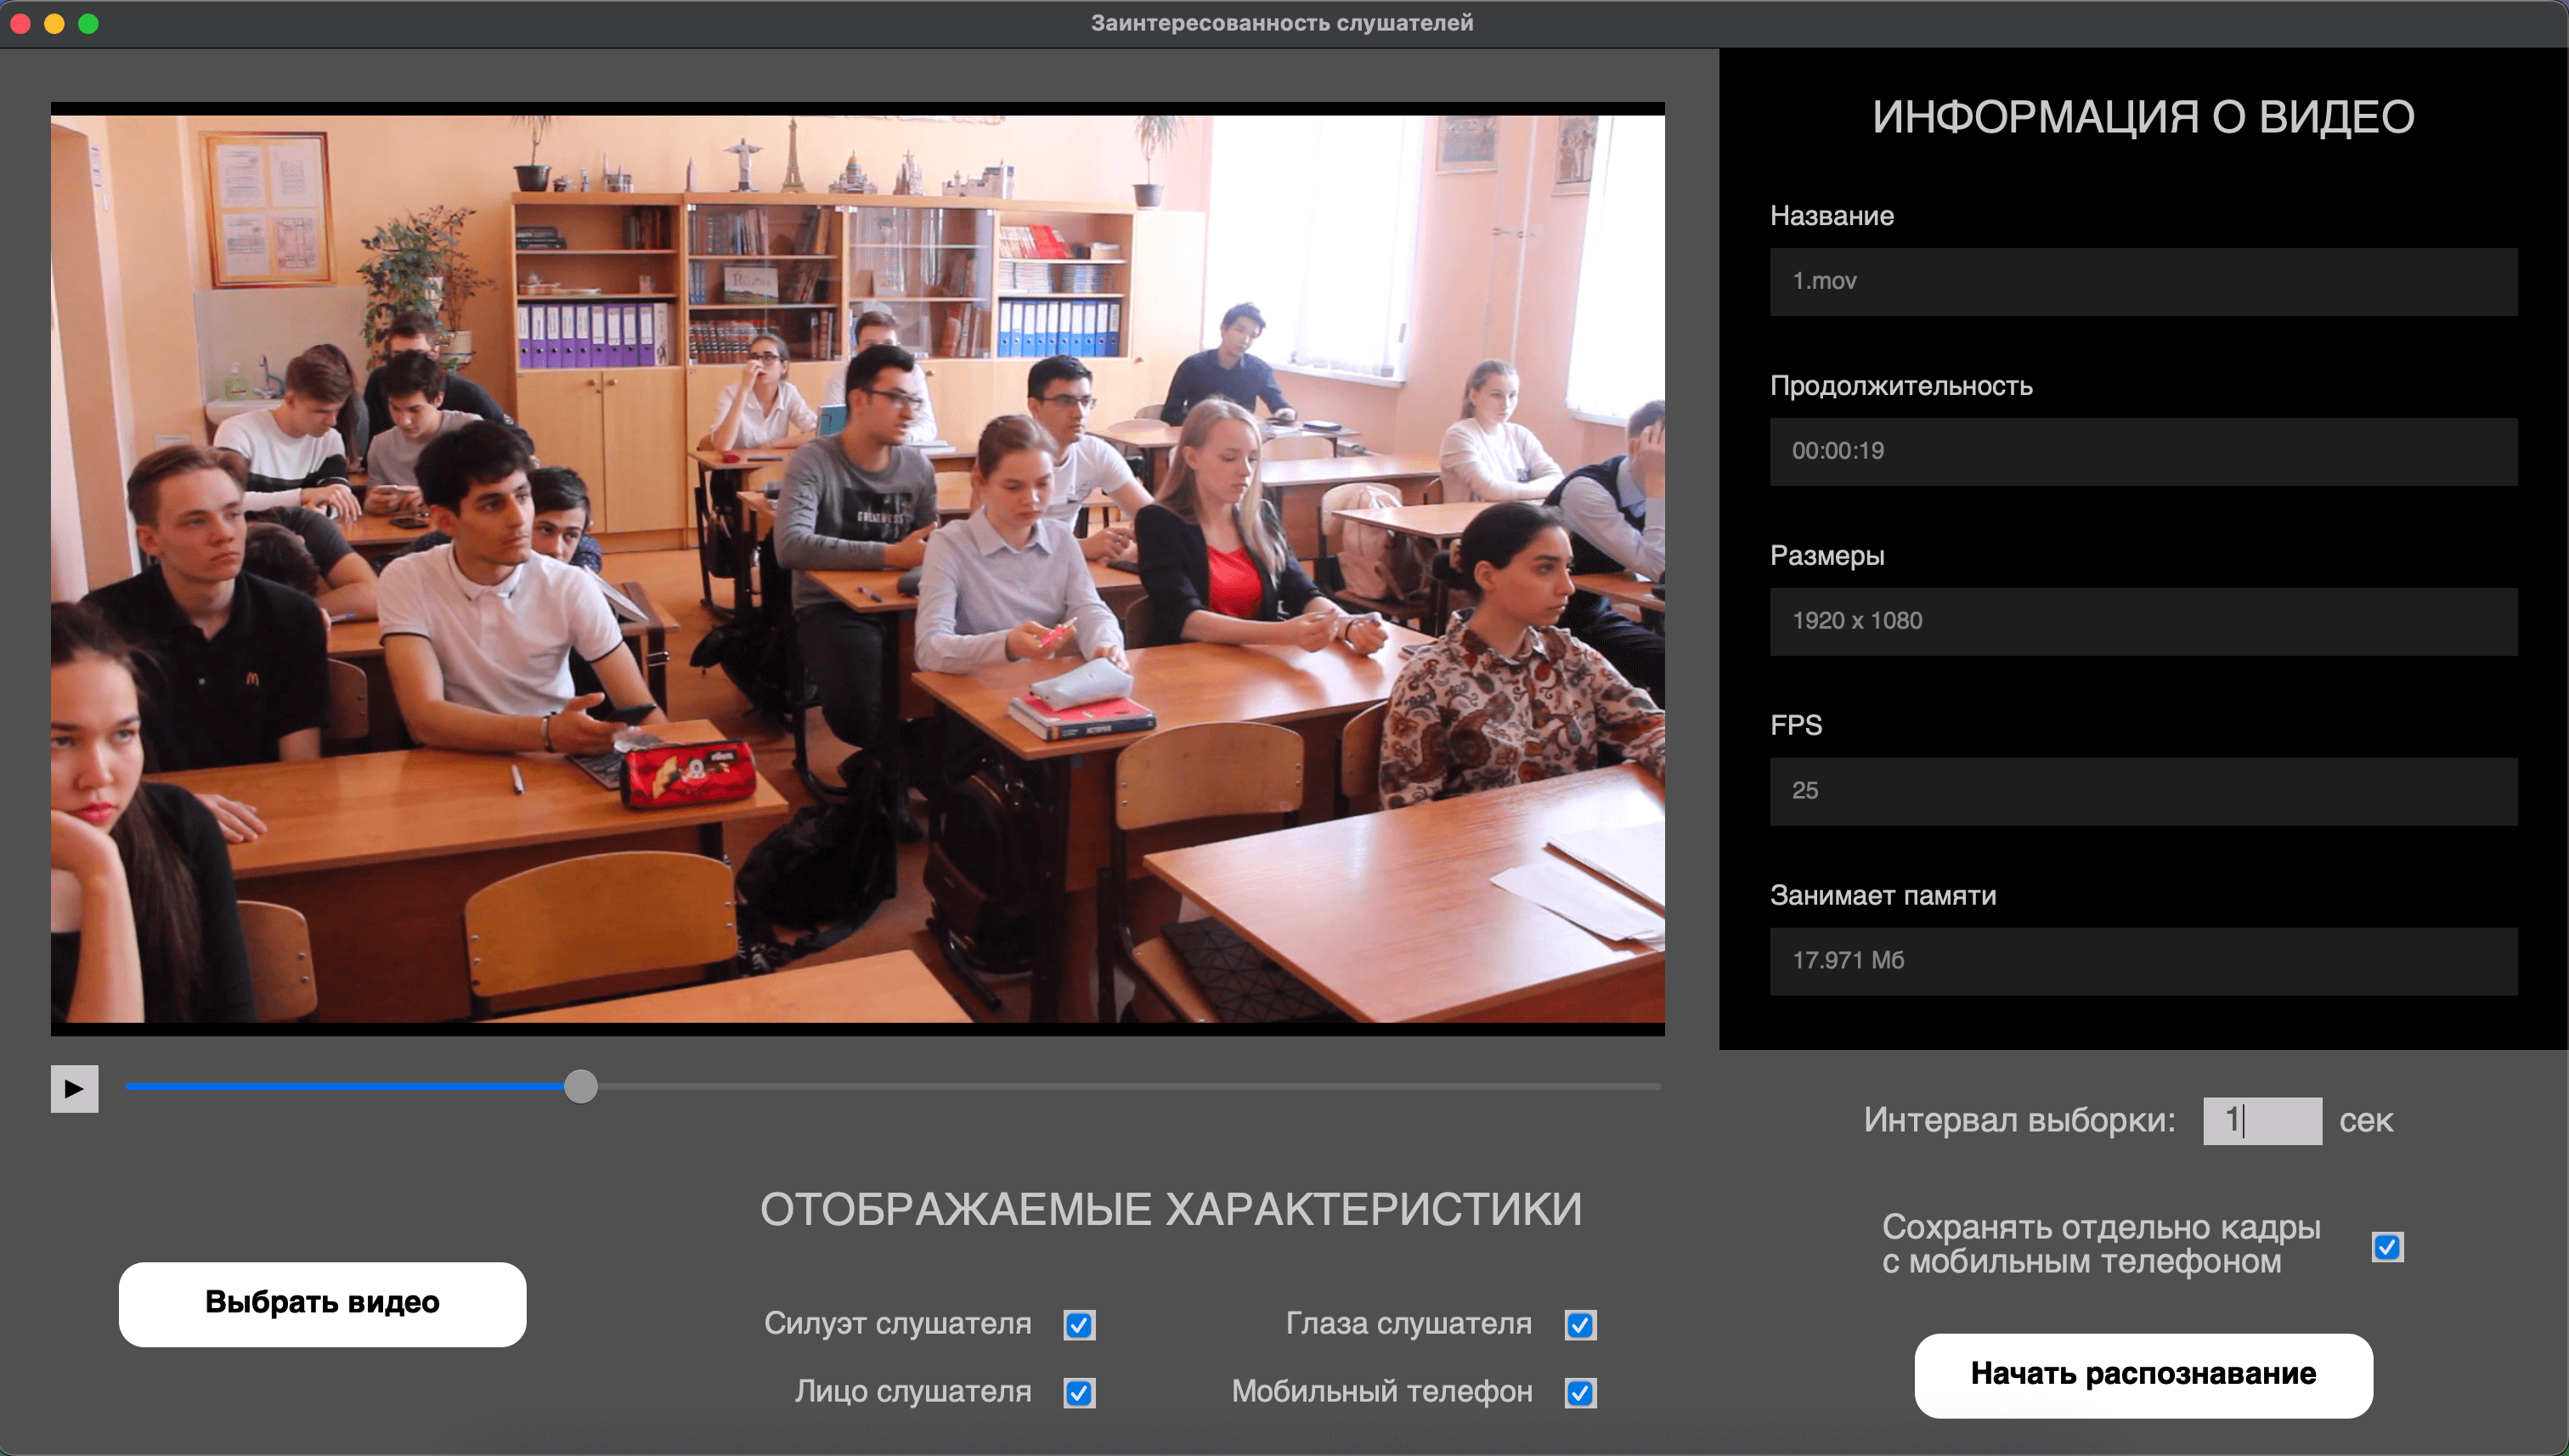 Заинтересованность слушателей
GREATNESS
ИСТОРИЯ
ИНФОРМАЦИЯ О ВИДЕО
Название
1.mov
Продолжительность
00:00:19
Размеры
1920 x 1080
FPS
25
Занимает памяти
17.971 Мб
Интервал выборки: 1 сек
Сохранять отдельно кадры
с мобильным телефоном
Начать распознавание
ОТОБРАЖАЕМЫЕ ХАРАКТЕРИСТИКИ
Выбрать видео
Силуэт слушателя
Глаза слушателя
Лицо слушателя
Мобильный телефон